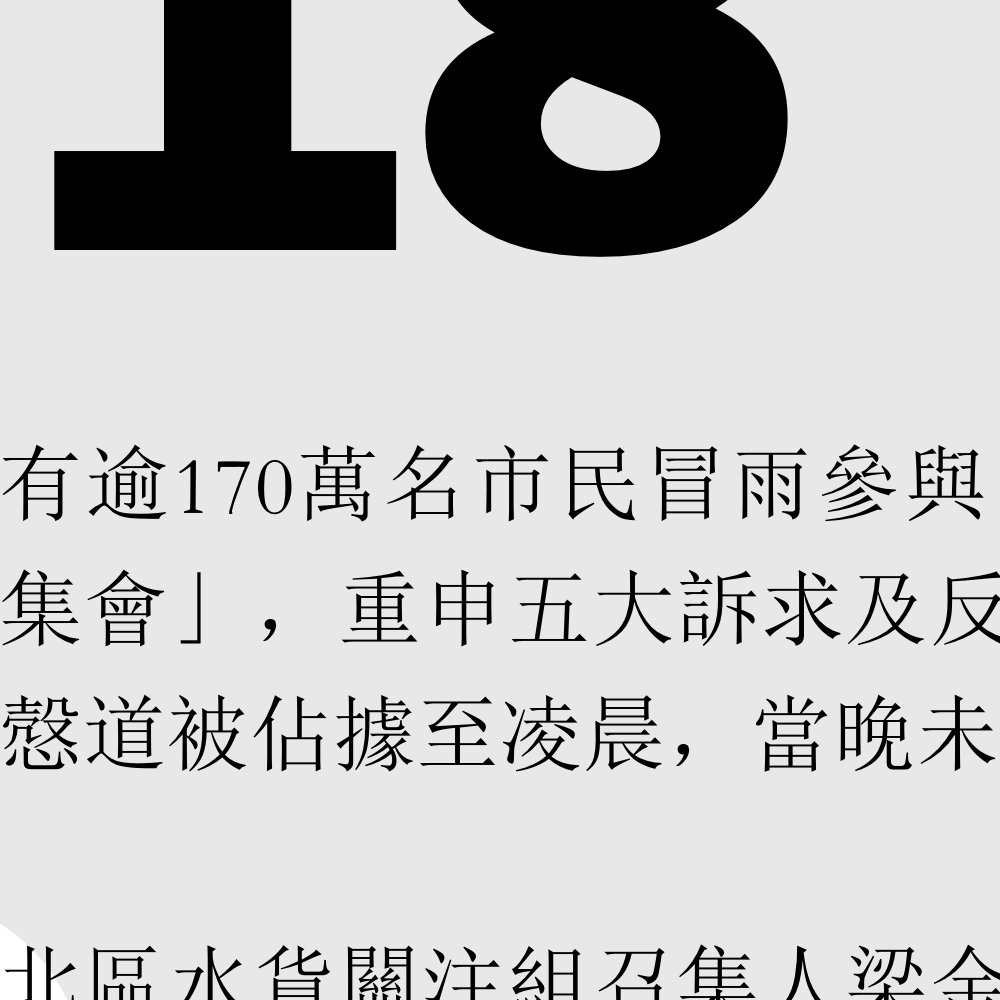 18
有逾170萬名市民冒雨參與
集會」，重申五大訴求及反
慤道被佔據至凌晨，當晚未
北區水貨關注組召集人梁金